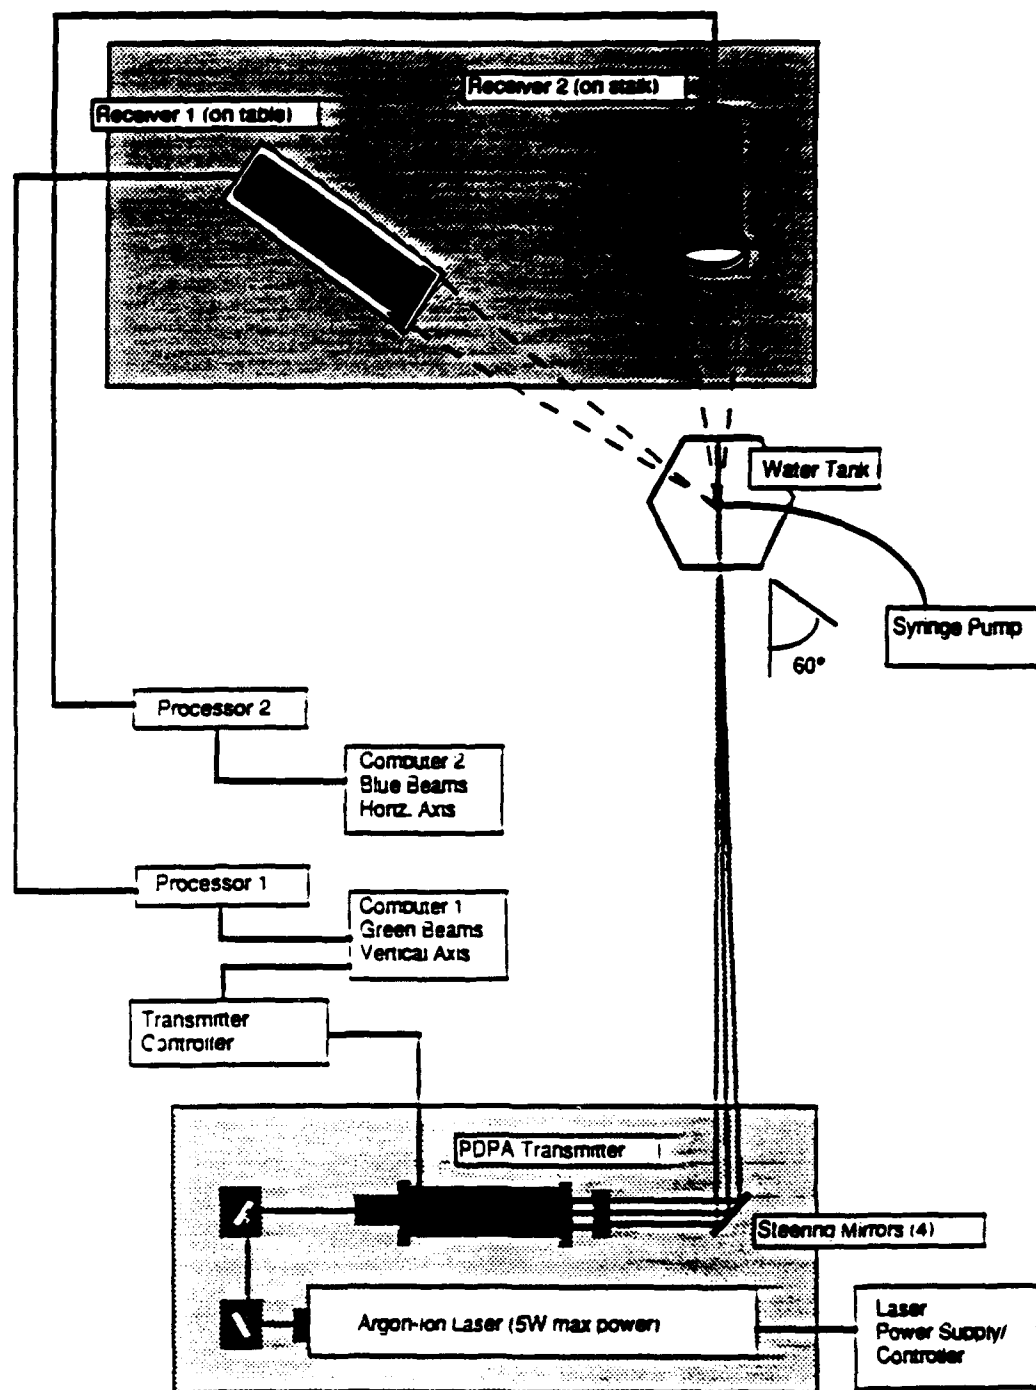 Receiver 2 (on stalk)
Receiver 1 (on table)
Water Tank
Syringe Pump
60°
Processor 2
Computer 2
Blue Beams
Horiz. Axis
Processor 1
Computer 1
Green Beams
Vertical Axis
Transmitter
Controller
PDPA Transmitter
Steering Mirrors (4)
Argon-Ion Laser (5W max power)
Laser
Power Supply/
Controller